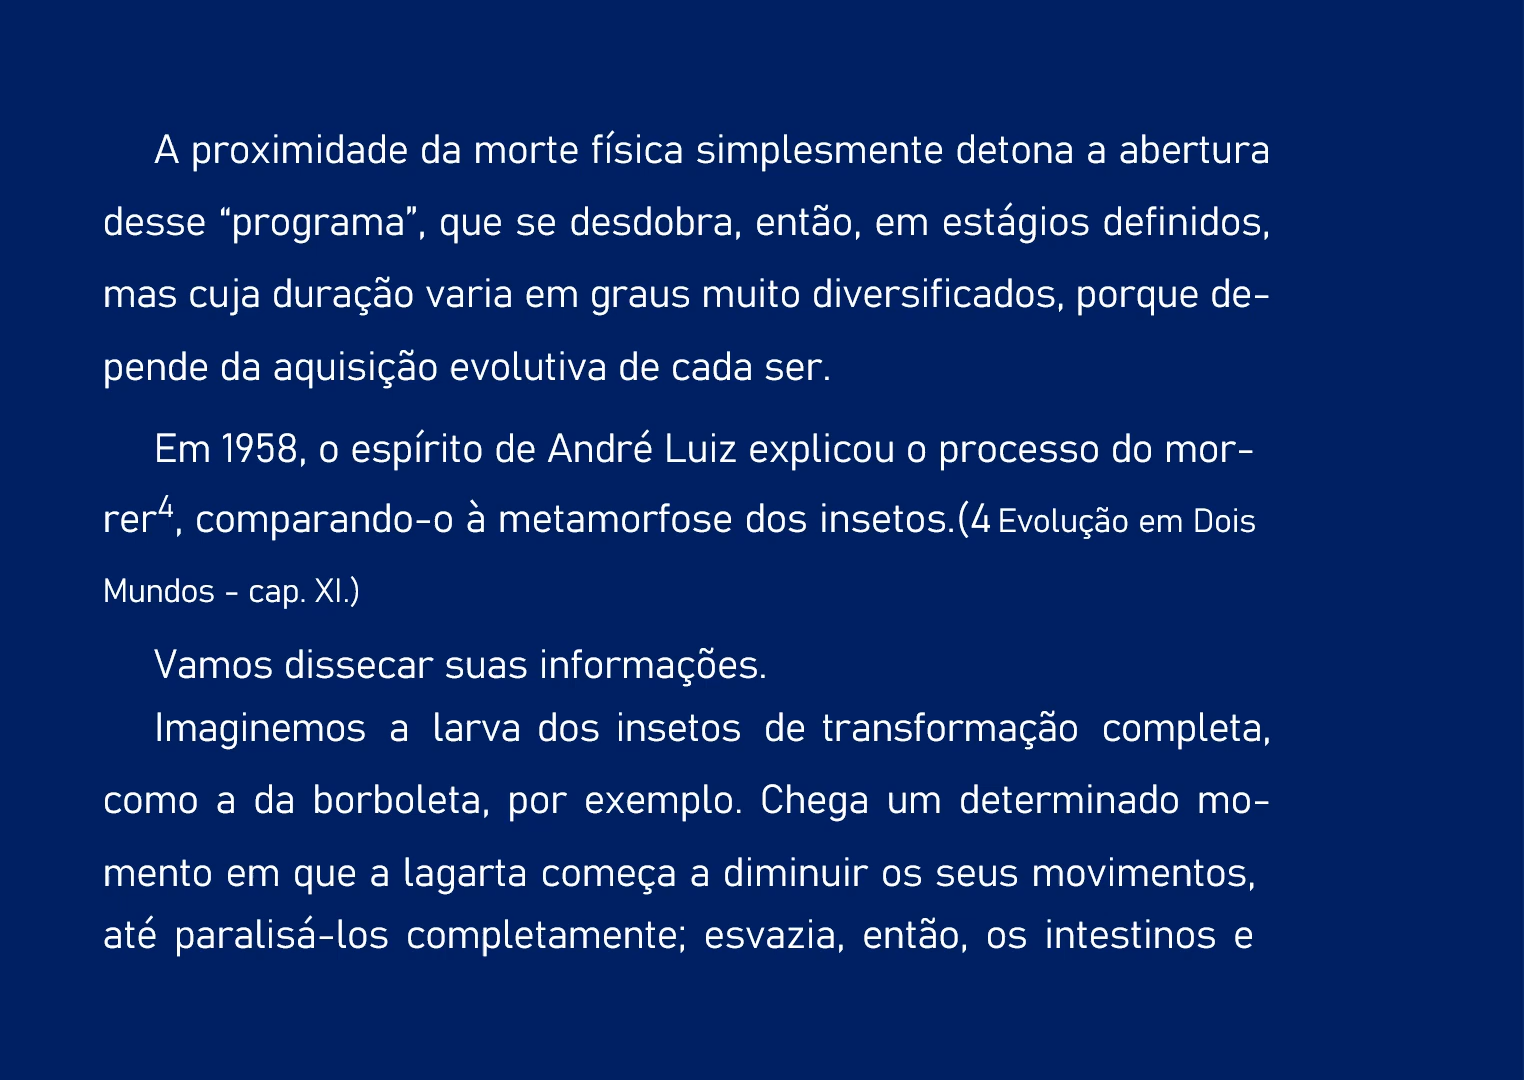 A proximidade da morte física simplesmente detona a abertura
desse “programa”, que se desdobra, então, em estágios definidos,
mas cuja duração varia em graus muito diversificados, porque de-
pende da aquisição evolutiva de cada ser.
Em 1958, o espírito de André Luiz explicou o processo do mor-
rer⁴, comparando-o à metamorfose dos insetos.(4 Evolução em Dois
Mundos - cap. XI.)
Vamos dissecar suas informações.
Imaginemos a larva dos insetos de transformação completa,
como a da borboleta, por exemplo. Chega um determinado mo-
mento em que a lagarta começa a diminuir os seus movimentos,
até paralisá-los completamente; esvazia, então, os intestinos e